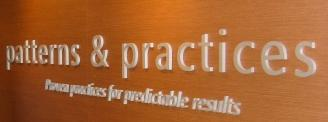 patterns & practices
Proven practices for predictable results